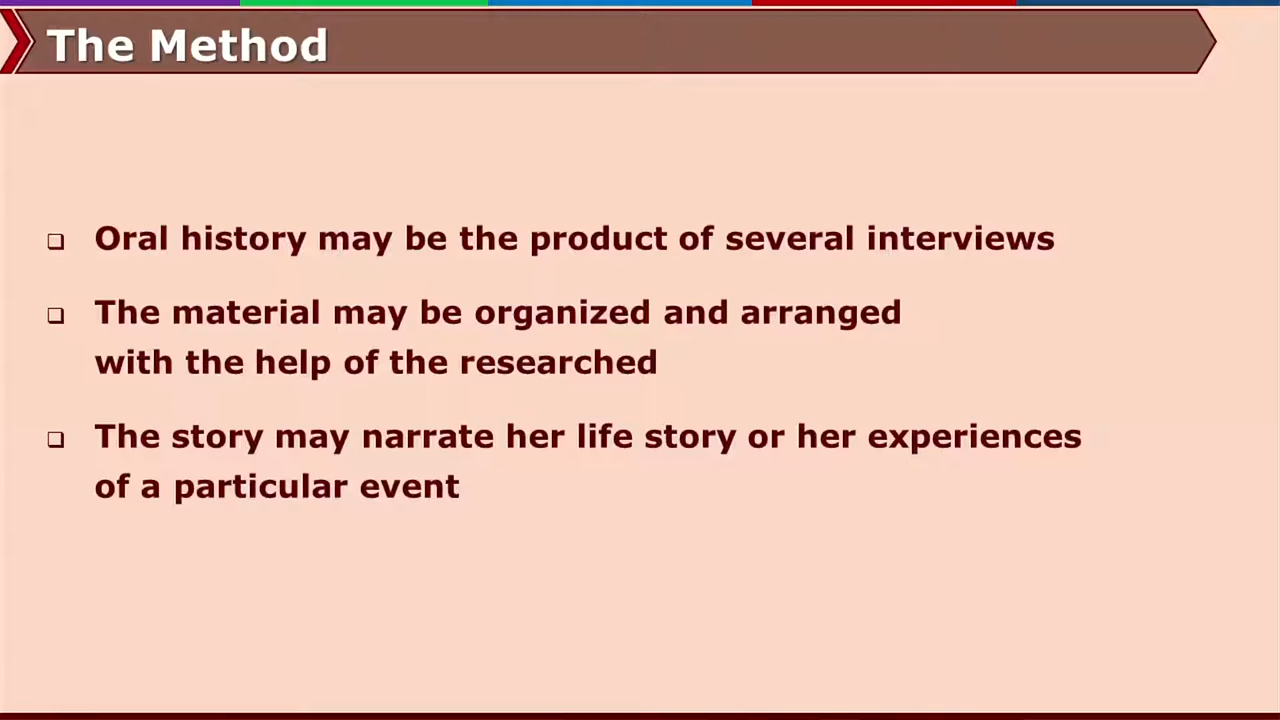 The Method
Oral history may be the product of several interviews
The material may be organized and arranged
with the help of the researched
The story may narrate her life story or her experiences
of a particular event